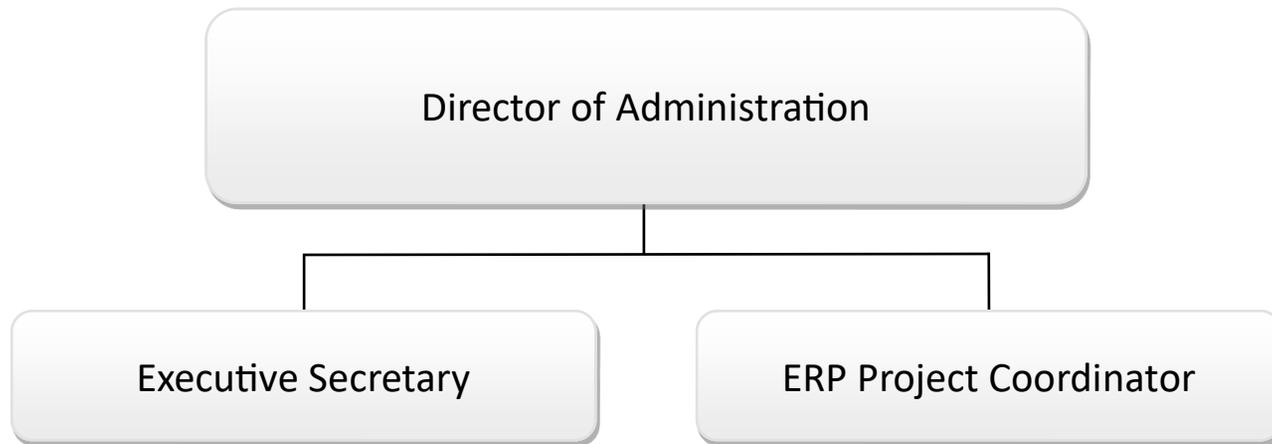 Director of Administration
Executive Secretary
ERP Project Coordinator